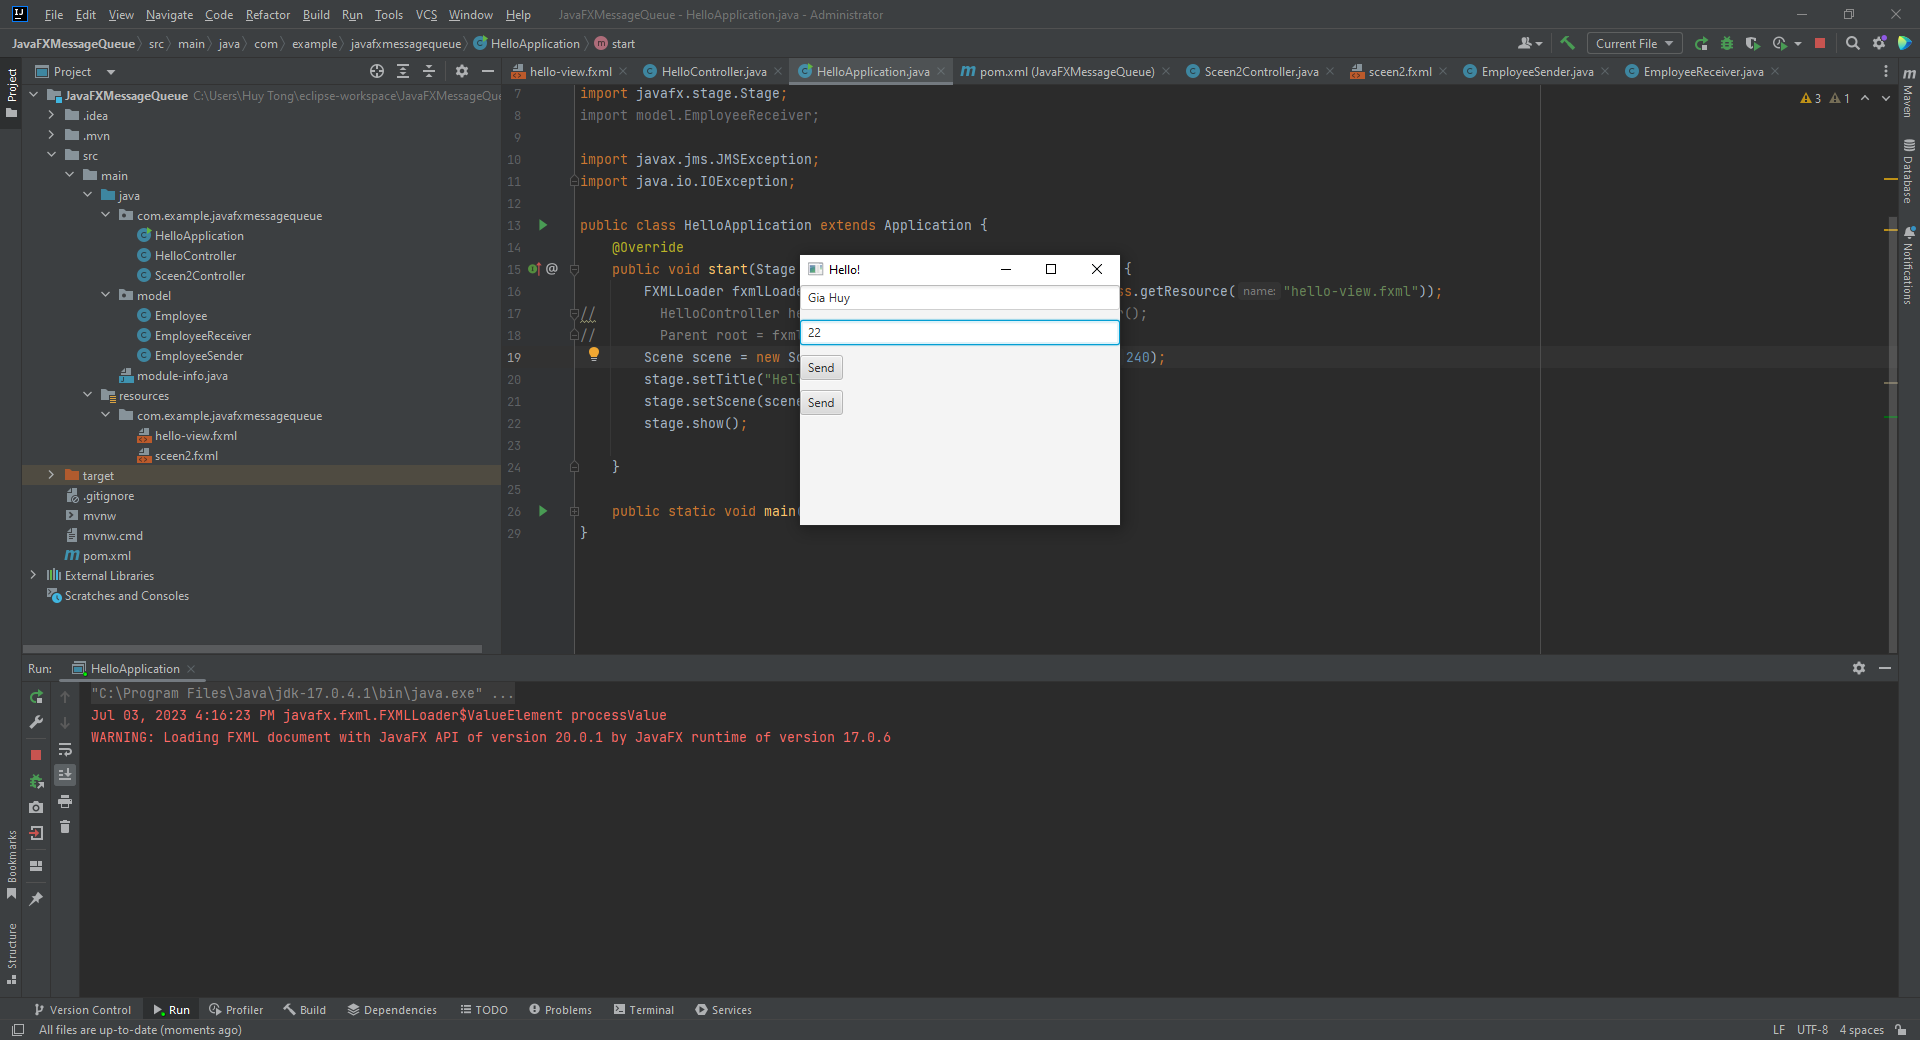 File Edit View Navigate Code Refactor Build Run Tools VCS Window Help JavaFXMessageQueue - HelloApplication.java - Administrator
JavaFXMessageQueue src main java com example javafxmessagequeue HelloApplication start
Current File
Project
hello-view.fxml HelloController.java HelloApplication.java pom.xml (JavaFXMessageQueue) Sceen2Controller.java sceen2.fxml EmployeeSender.java EmployeeReceiver.java
Project
JavaFXMessageQueue C:\Users\Huy Tong\eclipse-workspace\JavaFXMessageQue
.idea
.mvn
src
main
java
com.example.javafxmessagequeue
HelloApplication
HelloController
Sceen2Controller
model
Employee
EmployeeReceiver
EmployeeSender
module-info.java
resources
com.example.javafxmessagequeue
hello-view.fxml
sceen2.fxml
target
.gitignore
mvnw
mvnw.cmd
pom.xml
External Libraries
Scratches and Consoles
3 1
7 import javafx.stage.Stage;
8 import model.EmployeeReceiver;
9
10 import javax.jms.JMSException;
11 import java.io.IOException;
12
13 public class HelloApplication extends Application {
14 @Override
15 @ public void start(Stage {
16 FXMLLoader fxmlLoade ss.getResource( name: "hello-view.fxml"));
17 // HelloController he r();
18 // Parent root = fxml
19 Scene scene = new Sc 240);
20 stage.setTitle("Hel
21 stage.setScene(scene
22 stage.show();
23
24 }
25
26 public static void main(
29 }
Hello!
Gia Huy
22
Send
Send
Maven
Database
Notifications
Run: HelloApplication
"C:\Program Files\Java\jdk-17.0.4.1\bin\java.exe" ...
Jul 03, 2023 4:16:23 PM javafx.fxml.FXMLLoader$ValueElement processValue
WARNING: Loading FXML document with JavaFX API of version 20.0.1 by JavaFX runtime of version 17.0.6
Bookmarks
Structure
Version Control Run Profiler Build Dependencies TODO Problems Terminal Services
All files are up-to-date (moments ago) LF UTF-8 4 spaces